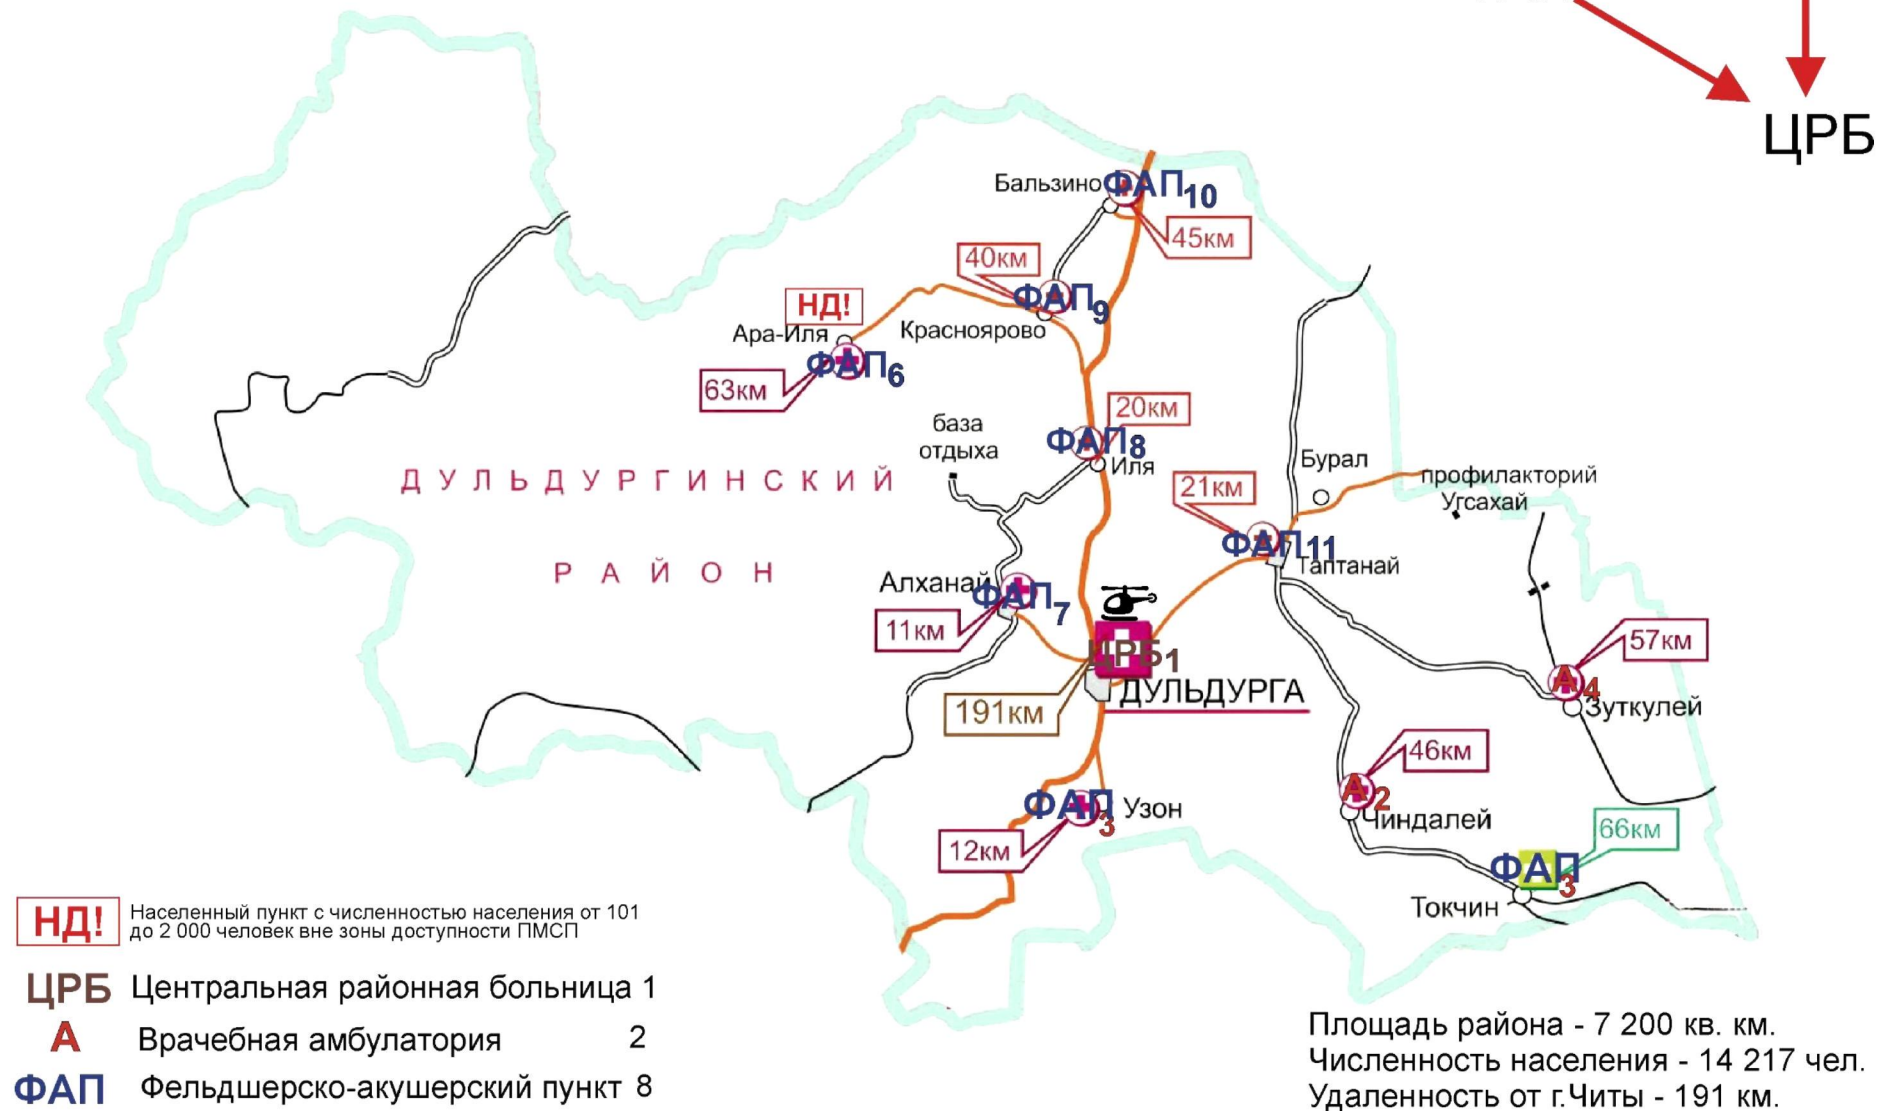 ЦРБ
Бальзино
ФАП10
45км
40км
ФАП9
НД!
Красноярово
Ара-Иля
ФАП6
63км
20км
база
отдыха
ФАП8
Иля
Бурал
профилакторий
Угсахай
21км
ДУЛЬДУРГИНСКИЙ
ФАП11
Таптанай
РАЙОН
Алханай
ФАП7
11км
ЦРБ1
57км
ДУЛЬДУРГА
191км
А4
Зуткулей
46км
А2
Чиндалей
ФАП3
Узон
12км
66км
ФАП3
Токчин
НД! Населенный пункт с численностью населения от 101
до 2 000 человек вне зоны доступности ПМСП
ЦРБ Центральная районная больница 1
А Врачебная амбулатория 2
ФАП Фельдшерско-акушерский пункт 8
Площадь района - 7 200 кв. км.
Численность населения - 14 217 чел.
Удаленность от г.Читы - 191 км.